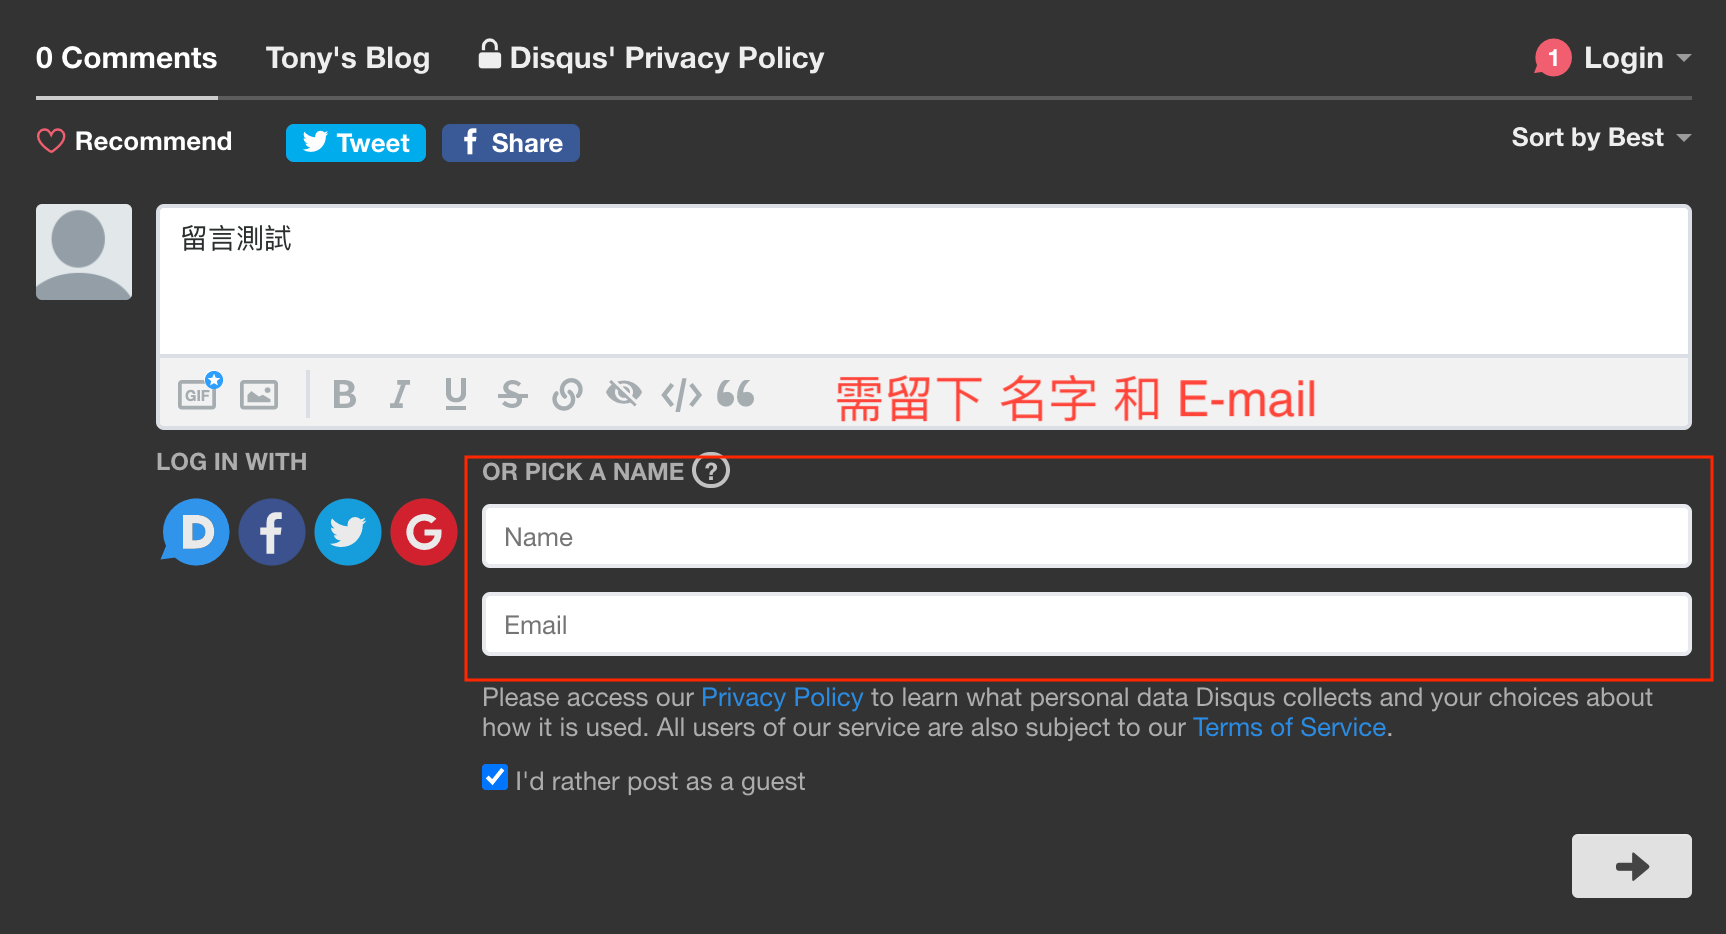 0 Comments Tony's Blog Disqus' Privacy Policy 1 Login
Recommend Tweet f Share Sort by Best
留言測試
GIF B I U S </> 需留下 名字 和 E-mail
LOG IN WITH
D f G
OR PICK A NAME ?
Name
Email
Please access our Privacy Policy to learn what personal data Disqus collects and your choices about
how it is used. All users of our service are also subject to our Terms of Service.
I'd rather post as a guest